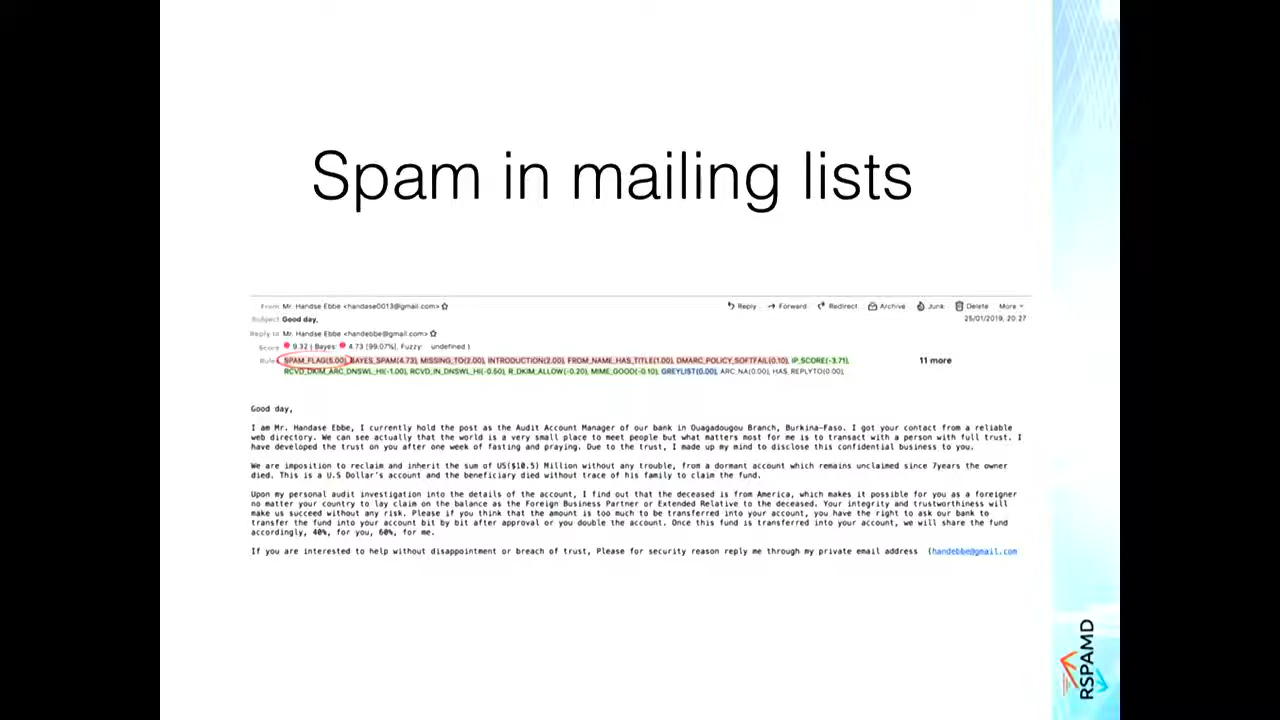 Spam in mailing lists
From: Mr. Handse Ebbe <handase0013@gmail.com> Reply Forward Redirect Archive Junk Delete More
Subject Good day, 25/01/2019, 20:27
Reply to Mr. Handse Ebbe <handebbe@gmail.com>
Score 9.32 ( Bayes: 4.73 [99.07%], Fuzzy: undefined )
Rules SPAM_FLAG(5.00) BAYES_SPAM(4.73), MISSING_TO(2.00), INTRODUCTION(2.00), FROM_NAME_HAS_TITLE(1.00), DMARC_POLICY_SOFTFAIL(0.10), IP_SCORE(-3.71), 11 more
RCVD_DKIM_ARC_DNSWL_HI(-1.00), RCVD_IN_DNSWL_HI(-0.50), R_DKIM_ALLOW(-0.20), MIME_GOOD(-0.10), GREYLIST(0.00), ARC_NA(0.00), HAS_REPLYTO(0.00),
Good day,
I am Mr. Handase Ebbe, I currently hold the post as the Audit Account Manager of our bank in Ouagadougou Branch, Burkina-Faso. I got your contact from a reliable
web directory. We can see actually that the world is a very small place to meet people but what matters most for me is to transact with a person with full trust. I
have developed the trust on you after one week of fasting and praying. Due to the trust, I made up my mind to disclose this confidential business to you.
We are imposition to reclaim and inherit the sum of US($10.5) Million without any trouble, from a dormant account which remains unclaimed since 7years the owner
died. This is a U.S Dollar's account and the beneficiary died without trace of his family to claim the fund.
Upon my personal audit investigation into the details of the account, I find out that the deceased is from America, which makes it possible for you as a foreigner
no matter your country to lay claim on the balance as the Foreign Business Partner or Extended Relative to the deceased. Your integrity and trustworthiness will
make us succeed without any risk. Please if you think that the amount is too much to be transferred into your account, you have the right to ask our bank to
transfer the fund into your account bit by bit after approval or you double the account. Once this fund is transferred into your account, we will share the fund
accordingly, 40%, for you, 60%, for me.
If you are interested to help without disappointment or breach of trust, Please for security reason reply me through my private email address (handebbe@gmail.com
RSPAMD